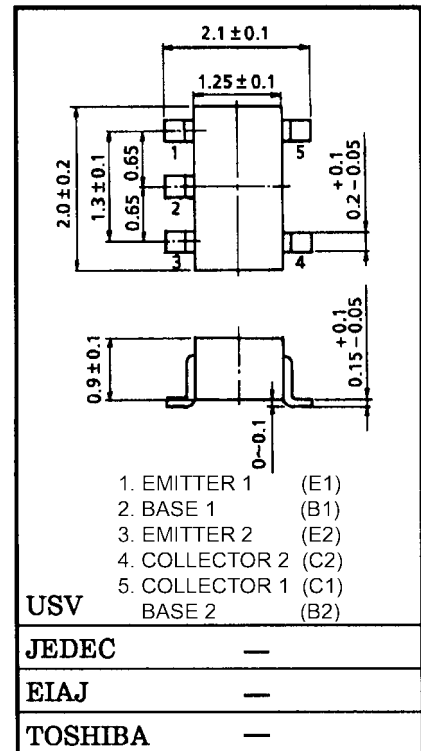 2.1±0.1
1.25±0.1
1
5
2
3
4
2.0±0.2
1.3±0.1
0.65
0.65
+0.1
0.2−0.05
0.9±0.1
+0.1
0.15−0.05
0~0.1
1. EMITTER 1 (E1)
2. BASE 1 (B1)
3. EMITTER 2 (E2)
4. COLLECTOR 2 (C2)
5. COLLECTOR 1 (C1)
USV BASE 2 (B2)
JEDEC —
EIAJ —
TOSHIBA —